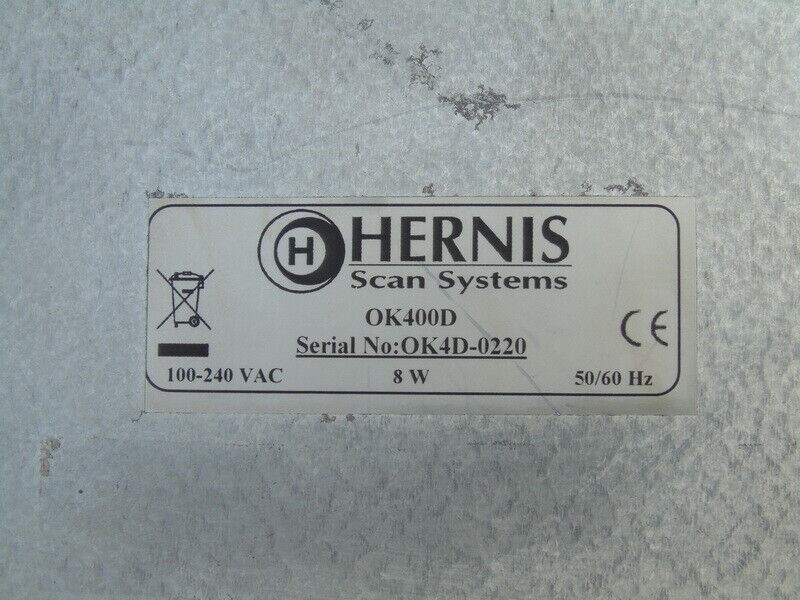 H HERNIS
Scan Systems
OK400D
Serial No:OK4D-0220
100-240 VAC 8 W 50/60 Hz
CE